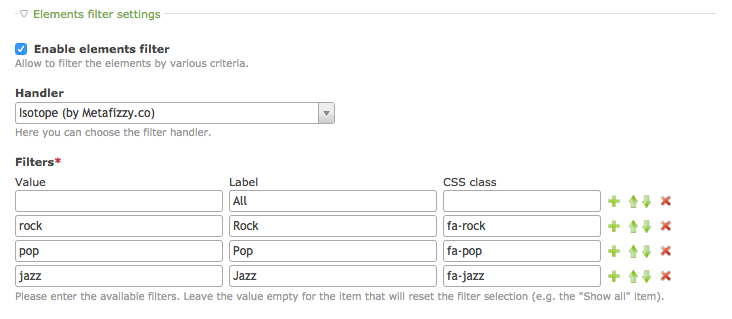 Elements filter settings
Enable elements filter
Allow to filter the elements by various criteria.
Handler
Isotope (by Metafizzy.co)
Here you can choose the filter handler.
Filters*
Value Label CSS class
All
rock Rock fa-rock
pop Pop fa-pop
jazz Jazz fa-jazz
Please enter the available filters. Leave the value empty for the item that will reset the filter selection (e.g. the "Show all" item).